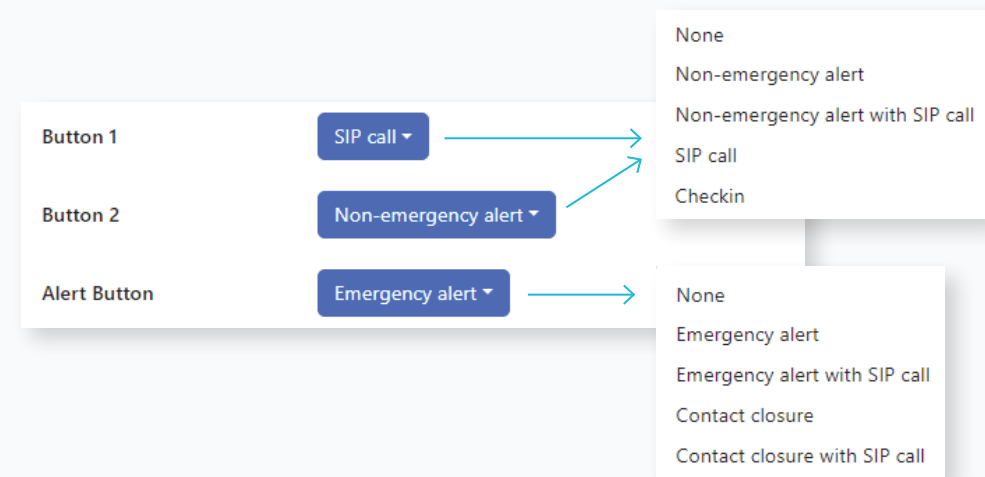 None
Non-emergency alert
Non-emergency alert with SIP call
SIP call
Checkin
Button 1
SIP call
Button 2
Non-emergency alert
Alert Button
Emergency alert
None
Emergency alert
Emergency alert with SIP call
Contact closure
Contact closure with SIP call